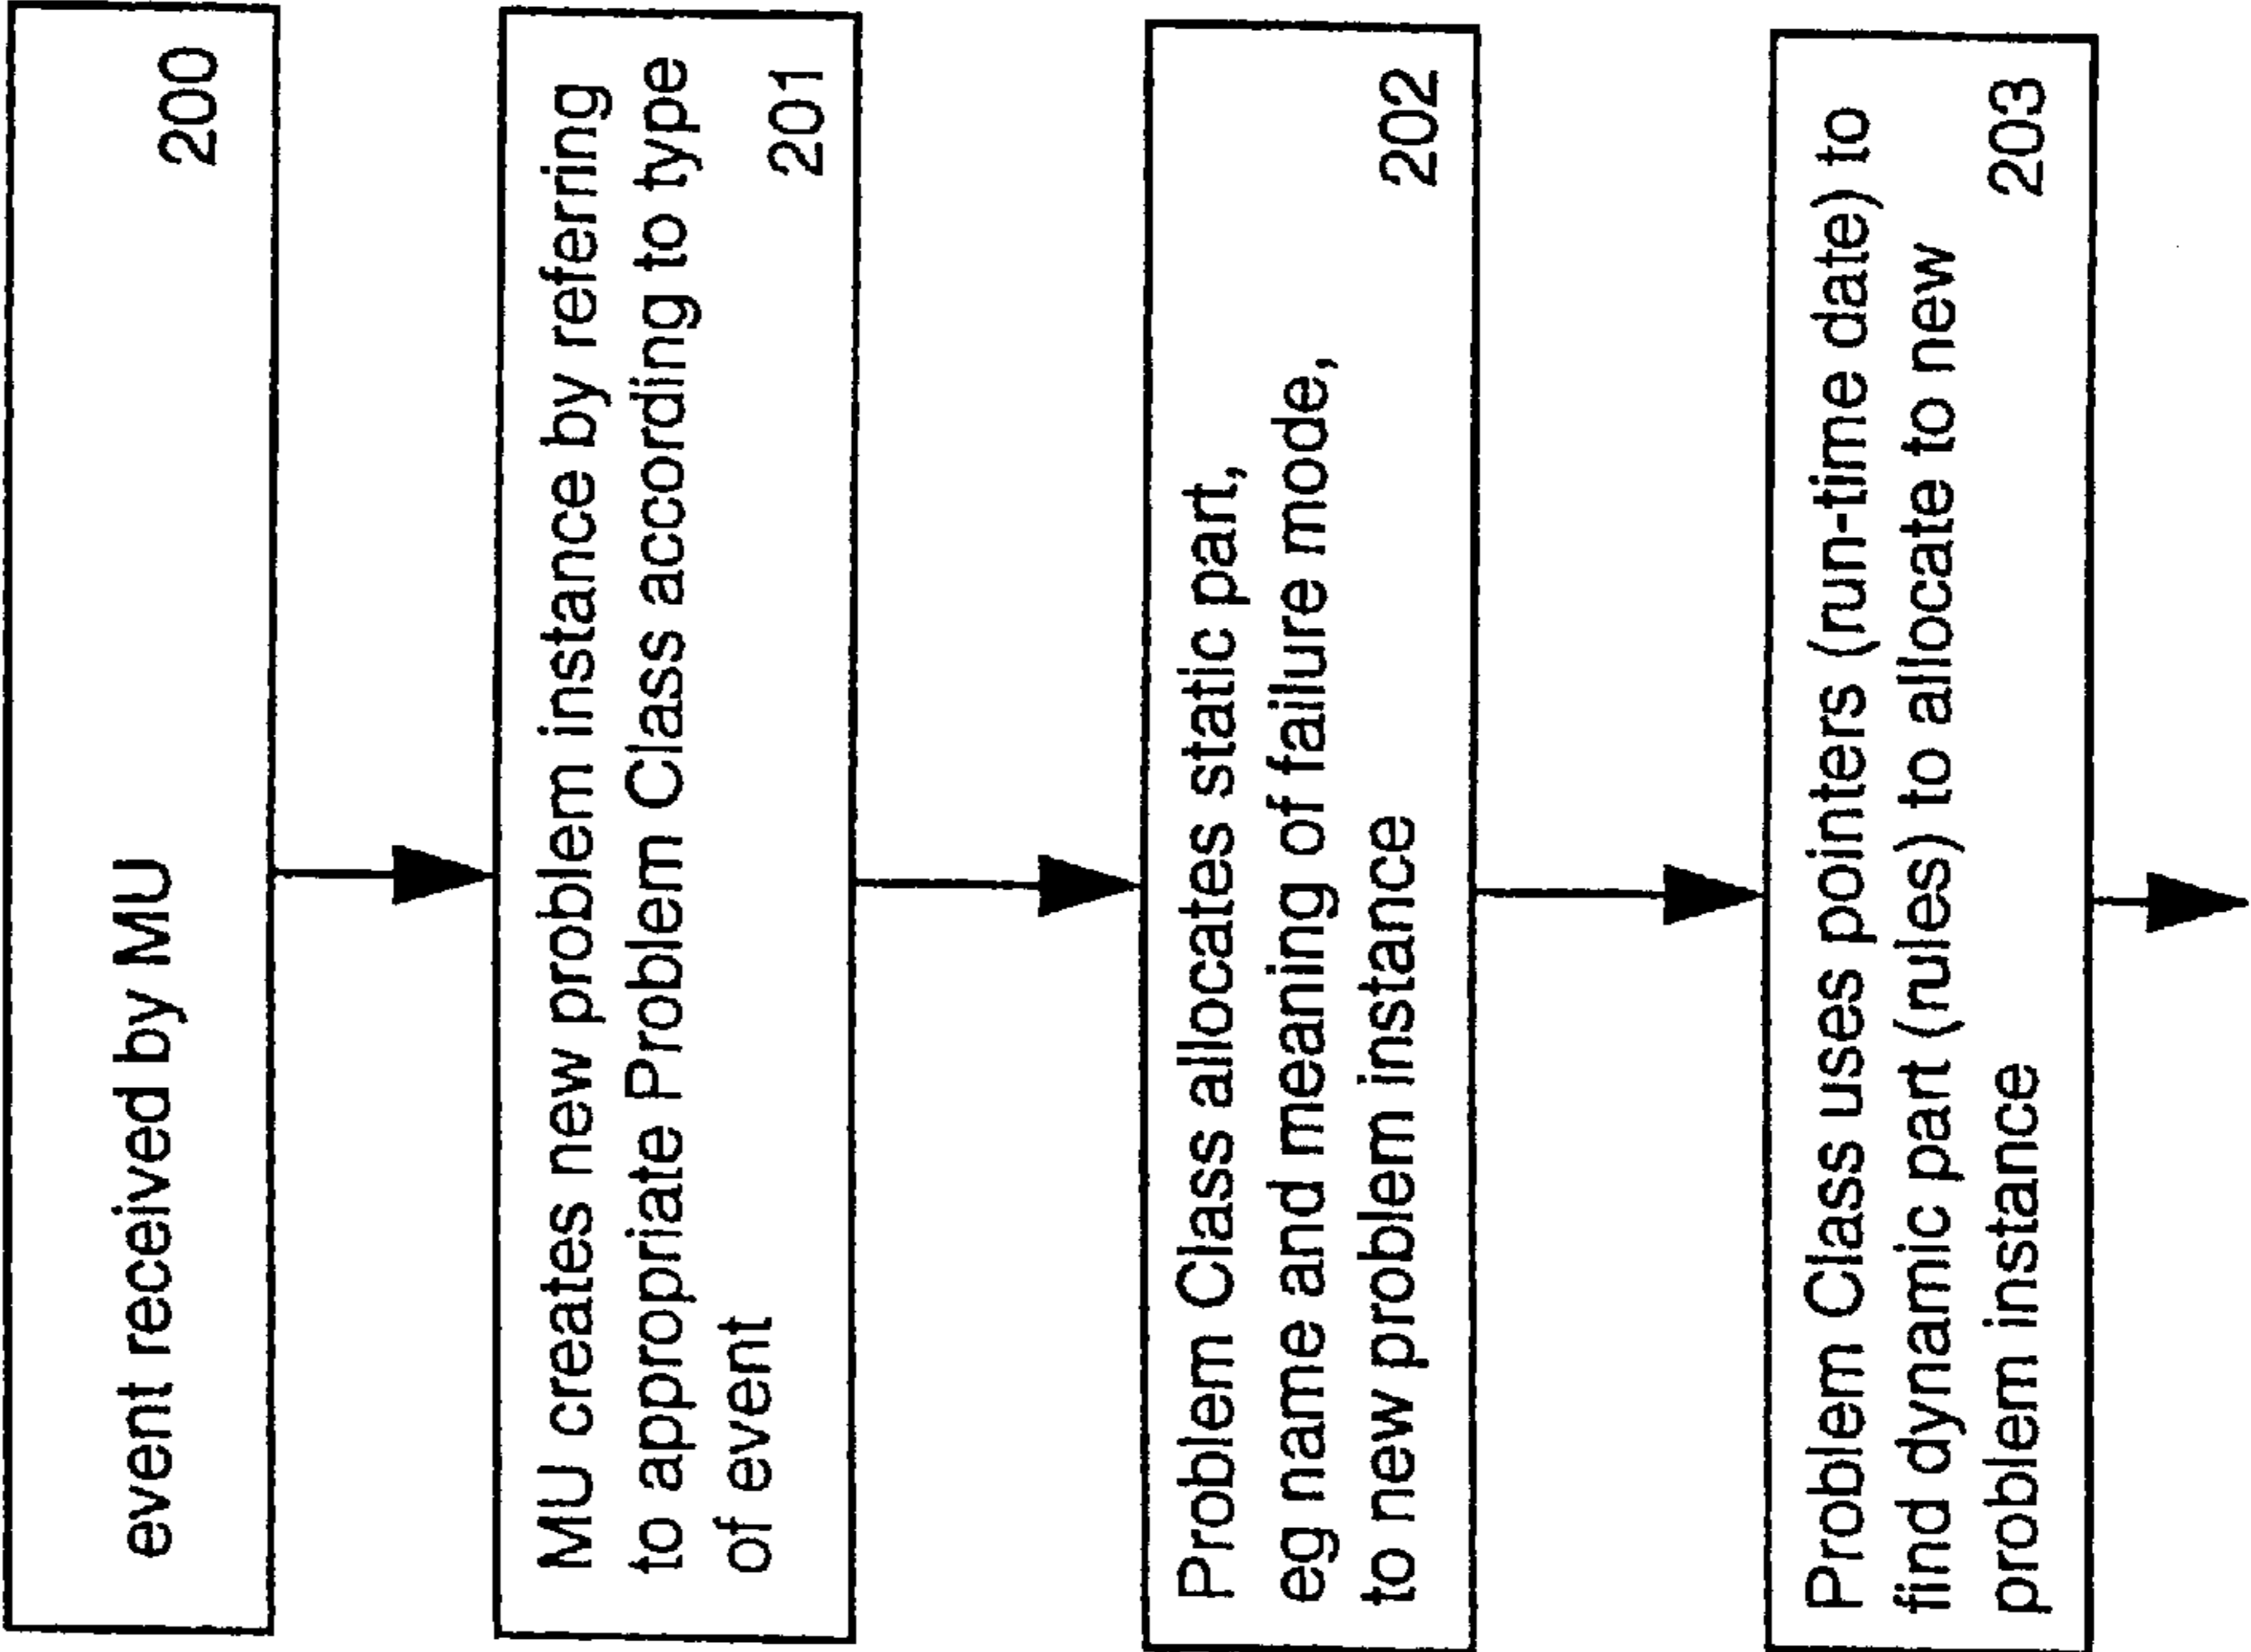 event received by MU
200
MU creates new problem instance by referring
to appropriate Problem Class according to type
of event
201
Problem Class allocates static part,
eg name and meaning of failure mode,
to new problem instance
202
Problem Class uses pointers (run-time date) to
find dynamic part (rules) to allocate to new
problem instance
203